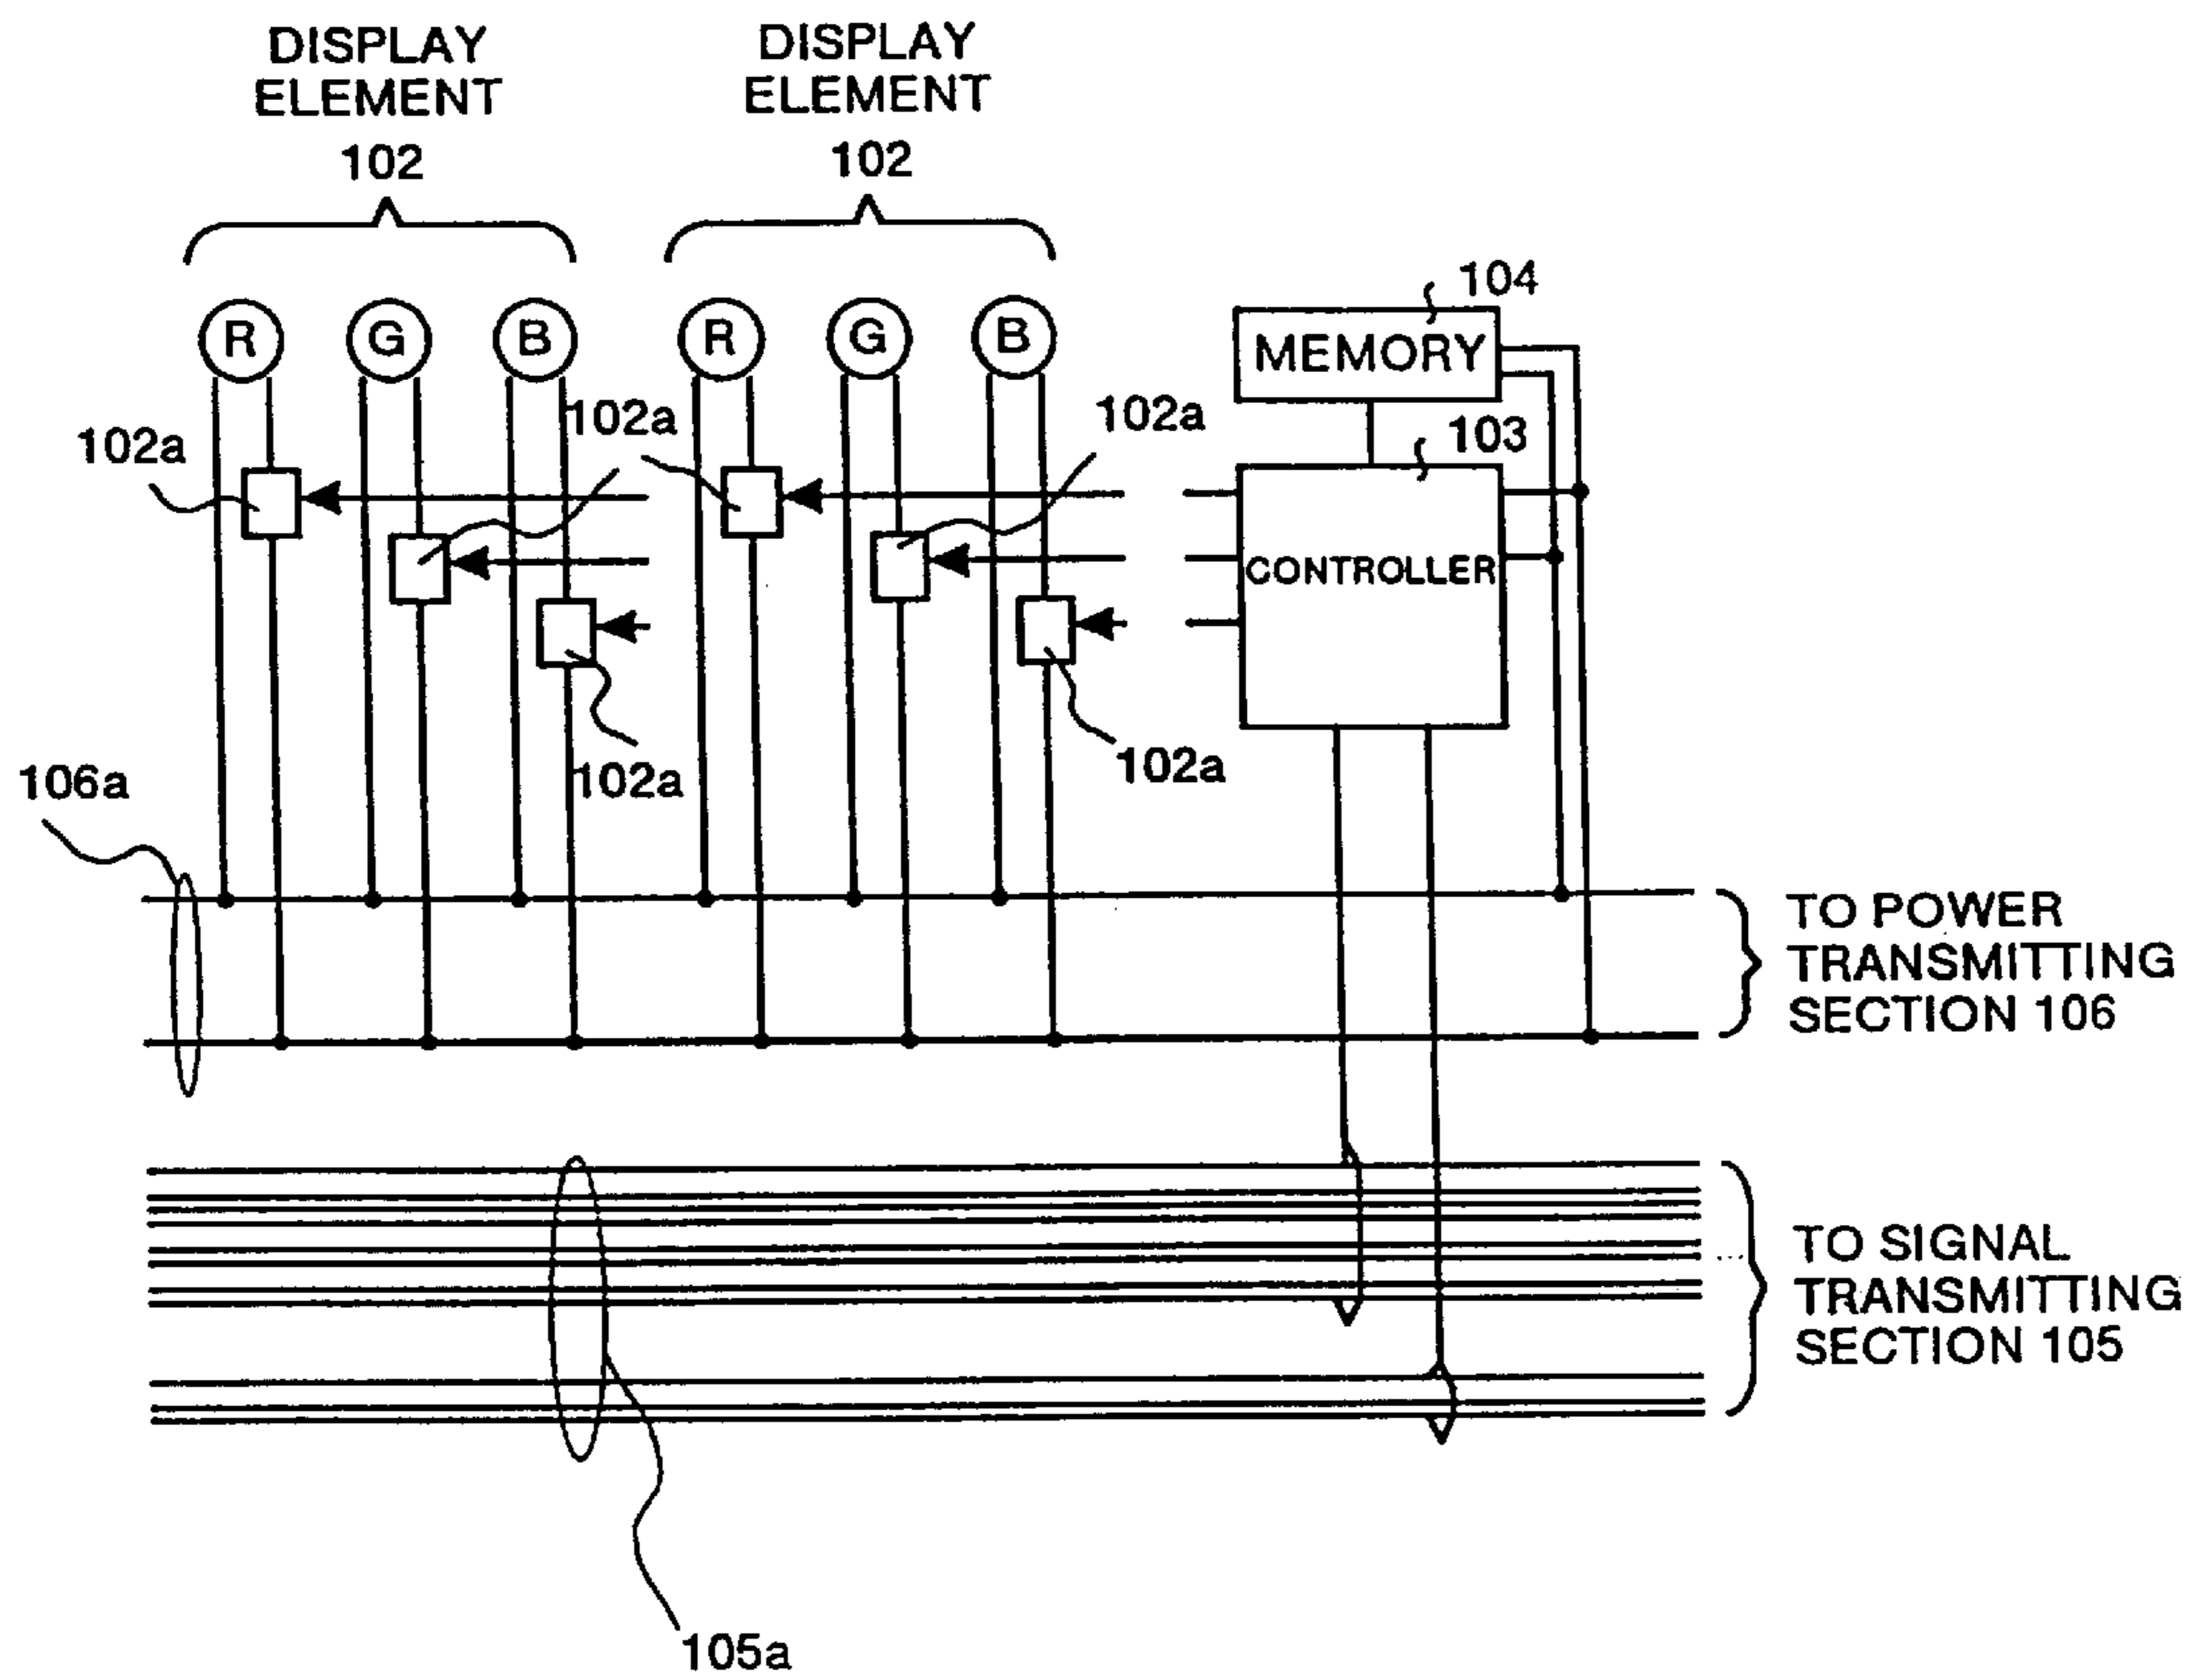 DISPLAY
ELEMENT
102
DISPLAY
ELEMENT
102
R
G
B
R
G
B
104
MEMORY
103
CONTROLLER
102a
102a
102a
102a
102a
106a
TO POWER
TRANSMITTING
SECTION 106
TO SIGNAL
TRANSMITTING
SECTION 105
105a